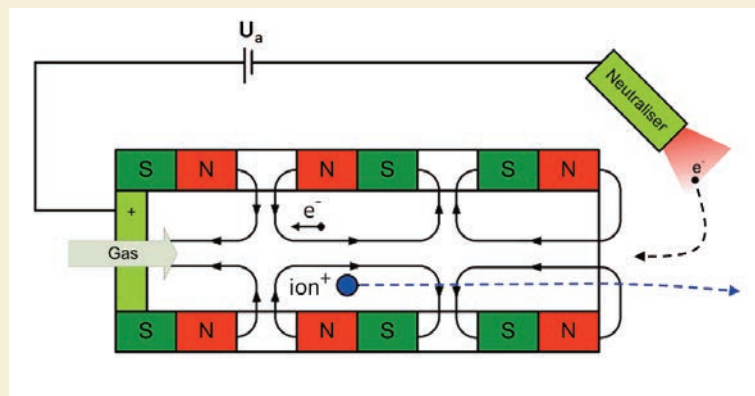 Uₐ
Neutraliser
e⁻
S N N S S N
+
e⁻
Gas
ion⁺
S N N S S N